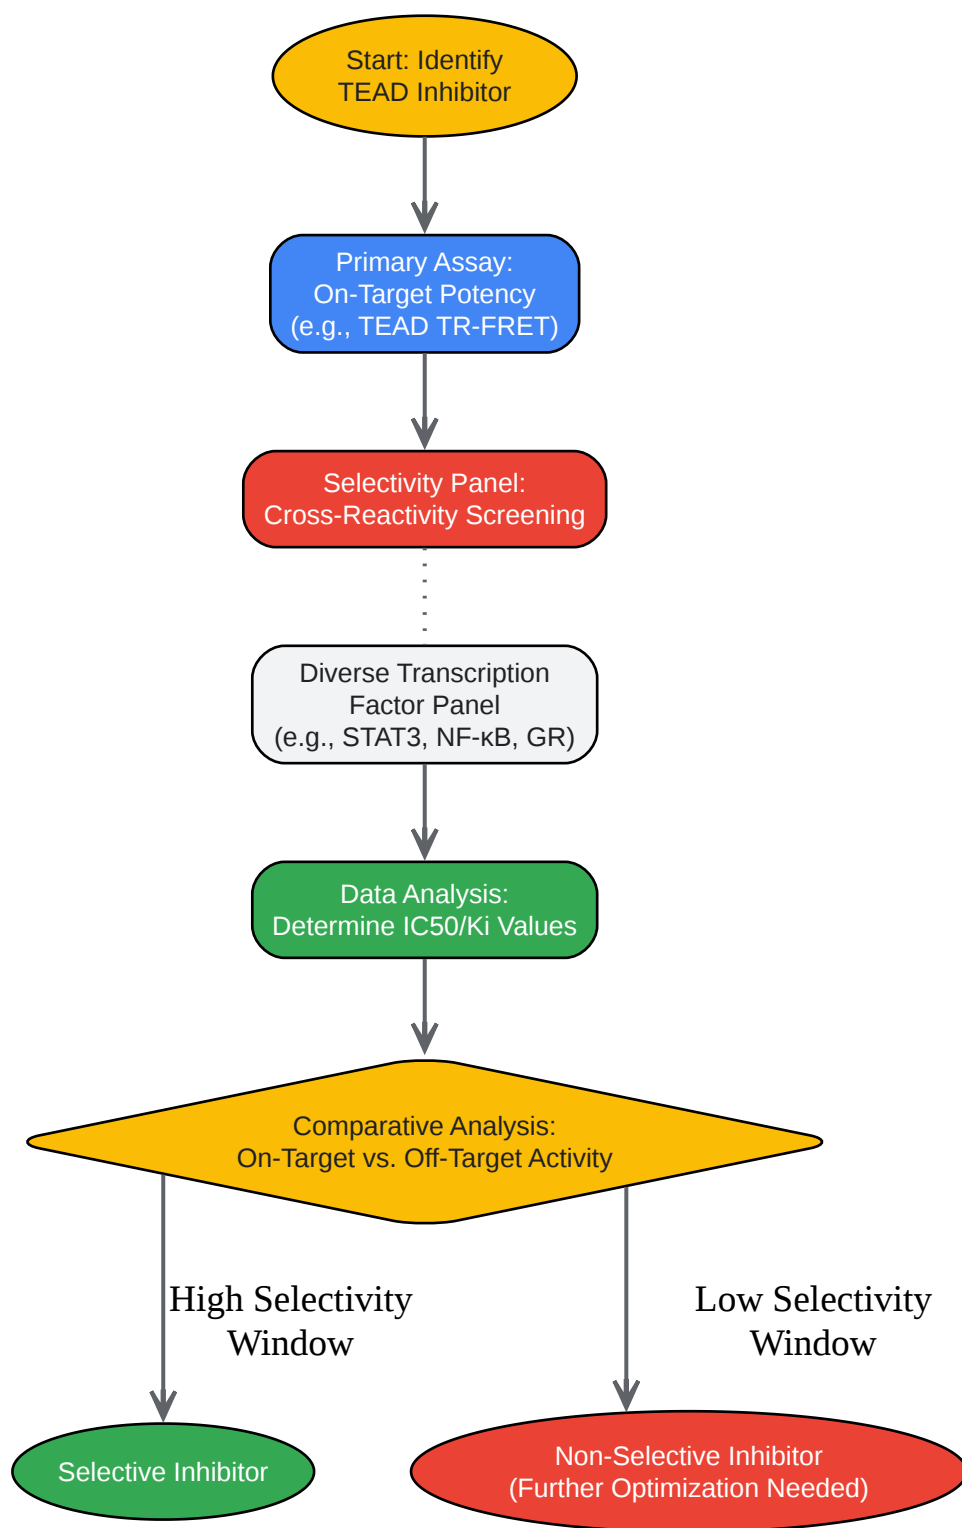 Start: Identify
TEAD Inhibitor
Primary Assay:
On-Target Potency
(e.g., TEAD TR-FRET)
Selectivity Panel:
Cross-Reactivity Screening
Diverse Transcription
Factor Panel
(e.g., STAT3, NF-κB, GR)
Data Analysis:
Determine IC50/Ki Values
Comparative Analysis:
On-Target vs. Off-Target Activity
High Selectivity
Window
Low Selectivity
Window
Selective Inhibitor
Non-Selective Inhibitor
(Further Optimization Needed)